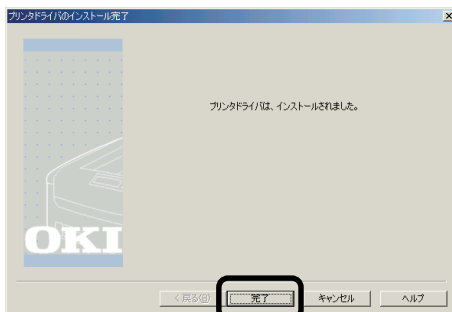 プリンタドライバのインストール完了
プリンタドライバは、インストールされました。
OKI
< 戻る(B)
完了
キャンセル
ヘルプ